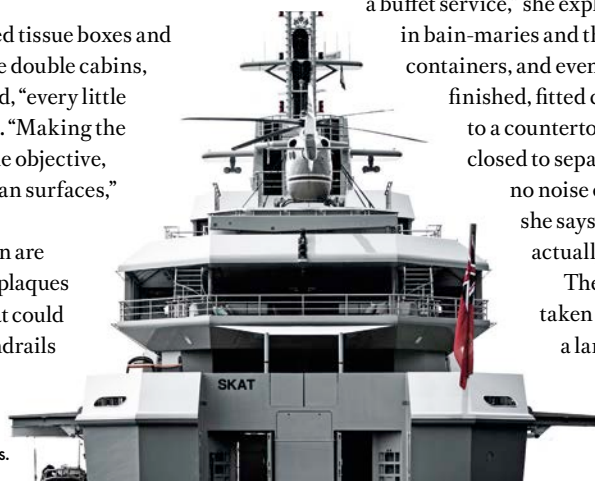 ed tissue boxes and
e double cabins,
d, “every little
. “Making the
e objective,
an surfaces,”
n are
plaques
at could
drails
s.
SKAT
a buffet service,” she expl
in bain-maries and th
containers, and even
finished, fitted c
to a counterto
closed to sepa
no noise
she says
actuall
The
taken
a lar